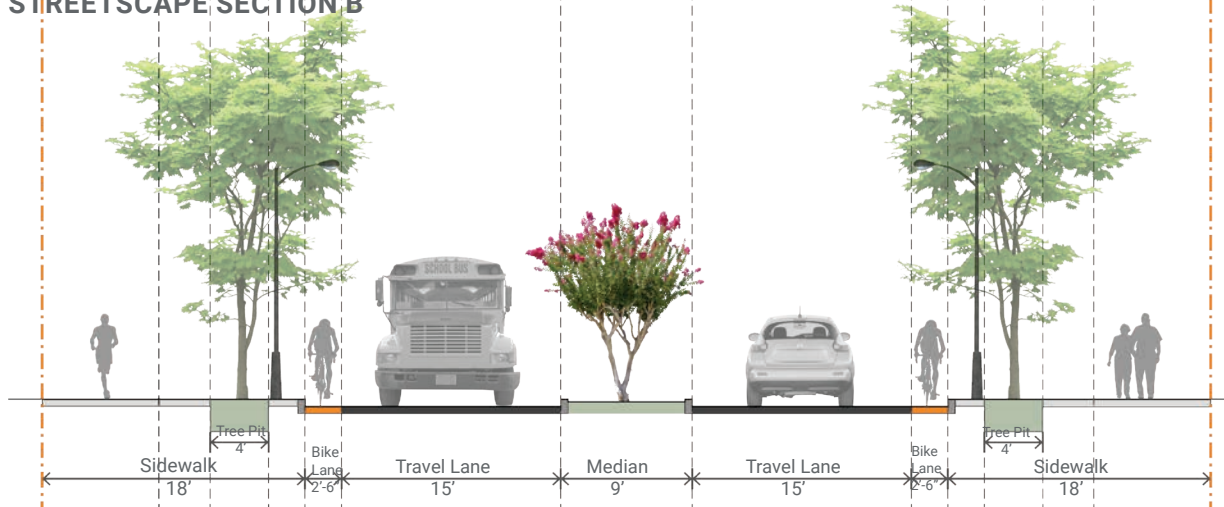 STREETSCAPE SECTION B
SCHOOL BUS
Tree Pit
4’
Tree Pit
4’
Sidewalk
18’
Bike
Lane
2’-6”
Travel Lane
15’
Median
9’
Travel Lane
15’
Bike
Lane
2’-6”
Sidewalk
18’